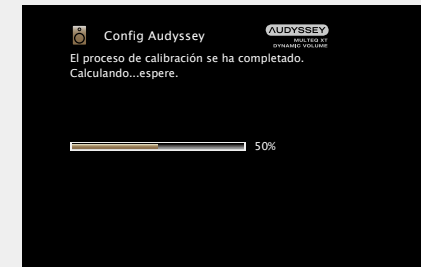 Config Audyssey
AUDYSSEY
MULTEQ XT
DYNAMIC VOLUME
El proceso de calibración se ha completado.
Calculando...espere.
50%